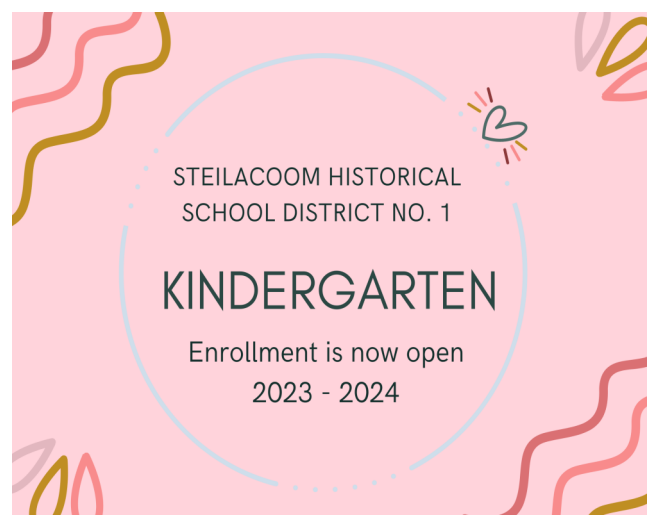 STEILACOOM HISTORICAL
SCHOOL DISTRICT NO. 1
KINDERGARTEN
Enrollment is now open
2023 - 2024